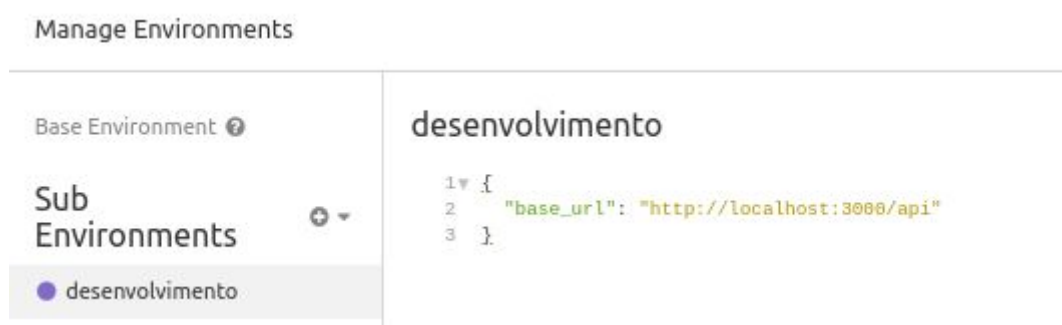 Manage Environments
Base Environment
desenvolvimento
Sub
Environments
desenvolvimento
1 {
2 "base_url": "http://localhost:3000/api"
3 }